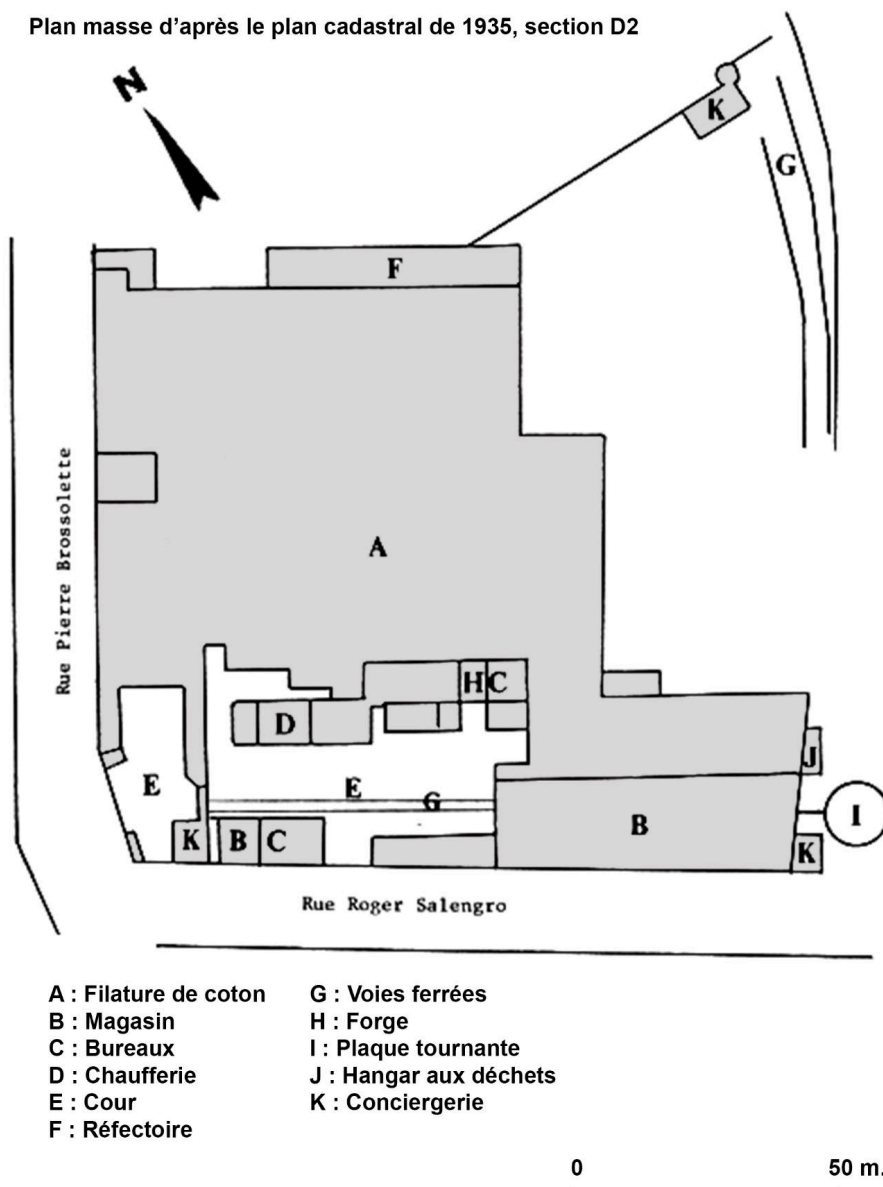 Plan masse d'après le plan cadastral de 1935, section D2
N
K
G
F
Rue Pierre Brossolette
A
H C
D
J
E
E
G
I
K B C
B
K
Rue Roger Salengro
A : Filature de coton
B : Magasin
C : Bureaux
D : Chaufferie
E : Cour
F : Réfectoire
G : Voies ferrées
H : Forge
I : Plaque tournante
J : Hangar aux déchets
K : Conciergerie
0 50 m.